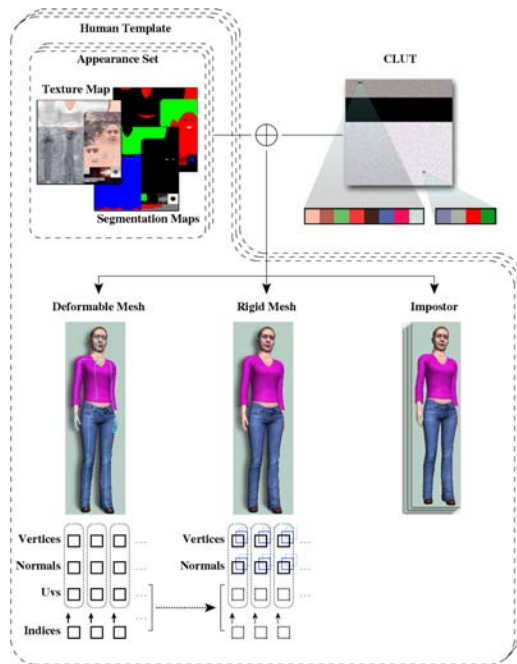 Human Template
Appearance Set
CLUT
Texture Map
Segmentation Maps
Deformable Mesh
Rigid Mesh
Impostor
Vertices
...
Vertices
...
Normals
...
Normals
...
Uvs
...
...
Indices
...